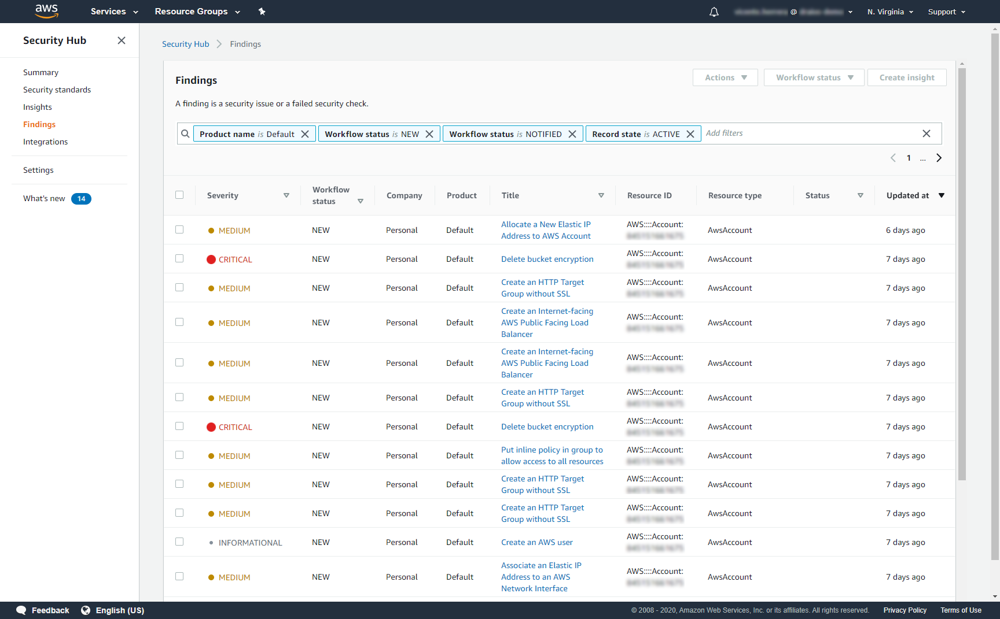 aws Services Resource Groups @ N. Virginia Support
Security Hub
Summary
Security standards
Insights
Findings
Integrations
Settings
What's new 14
Security Hub Findings
Findings
Actions Workflow status Create insight
A finding is a security issue or a failed security check.
Product name is Default Workflow status is NEW Workflow status is NOTIFIED Record state is ACTIVE Add filters
1 ...
Severity Workflow status Company Product Title Resource ID Resource type Status Updated at
MEDIUM NEW Personal Default Allocate a New Elastic IP Address to AWS Account AWS::::Account: AwsAccount 6 days ago
CRITICAL NEW Personal Default Delete bucket encryption AWS::::Account: AwsAccount 7 days ago
MEDIUM NEW Personal Default Create an HTTP Target Group without SSL AWS::::Account: AwsAccount 7 days ago
MEDIUM NEW Personal Default Create an Internet-facing AWS Public Facing Load Balancer AWS::::Account: AwsAccount 7 days ago
MEDIUM NEW Personal Default Create an Internet-facing AWS Public Facing Load Balancer AWS::::Account: AwsAccount 7 days ago
MEDIUM NEW Personal Default Create an HTTP Target Group without SSL AWS::::Account: AwsAccount 7 days ago
CRITICAL NEW Personal Default Delete bucket encryption AWS::::Account: AwsAccount 7 days ago
MEDIUM NEW Personal Default Put inline policy in group to allow access to all resources AWS::::Account: AwsAccount 7 days ago
MEDIUM NEW Personal Default Create an HTTP Target Group without SSL AWS::::Account: AwsAccount 7 days ago
MEDIUM NEW Personal Default Create an HTTP Target Group without SSL AWS::::Account: AwsAccount 7 days ago
INFORMATIONAL NEW Personal Default Create an AWS user AWS::::Account: AwsAccount 7 days ago
MEDIUM NEW Personal Default Associate an Elastic IP Address to an AWS Network Interface AWS::::Account: AwsAccount 7 days ago
Feedback English (US) © 2008 - 2020, Amazon Web Services, Inc. or its affiliates. All rights reserved. Privacy Policy Terms of Use